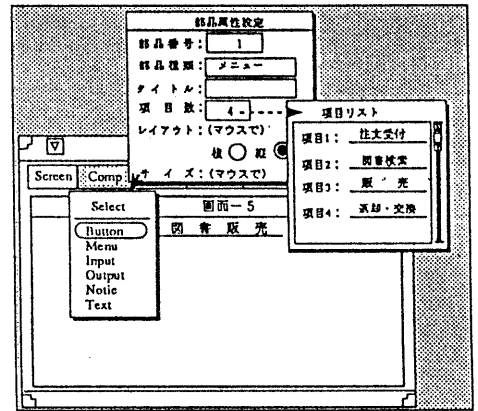 部品属性設定
部品番号： 1
部品種類： メニュー
タイトル：
項 目 数： 4
レイアウト：(マウスで)
横 縦
サ イ ズ：(マウスで)
項目リスト
項目1： 注文受付
項目2： 図書検索
項目3： 販 売
項目4： 返却・交換
Screen Comp
Select
Button
Menu
Input
Output
Notie
Text
画面－5
図 書 販 売